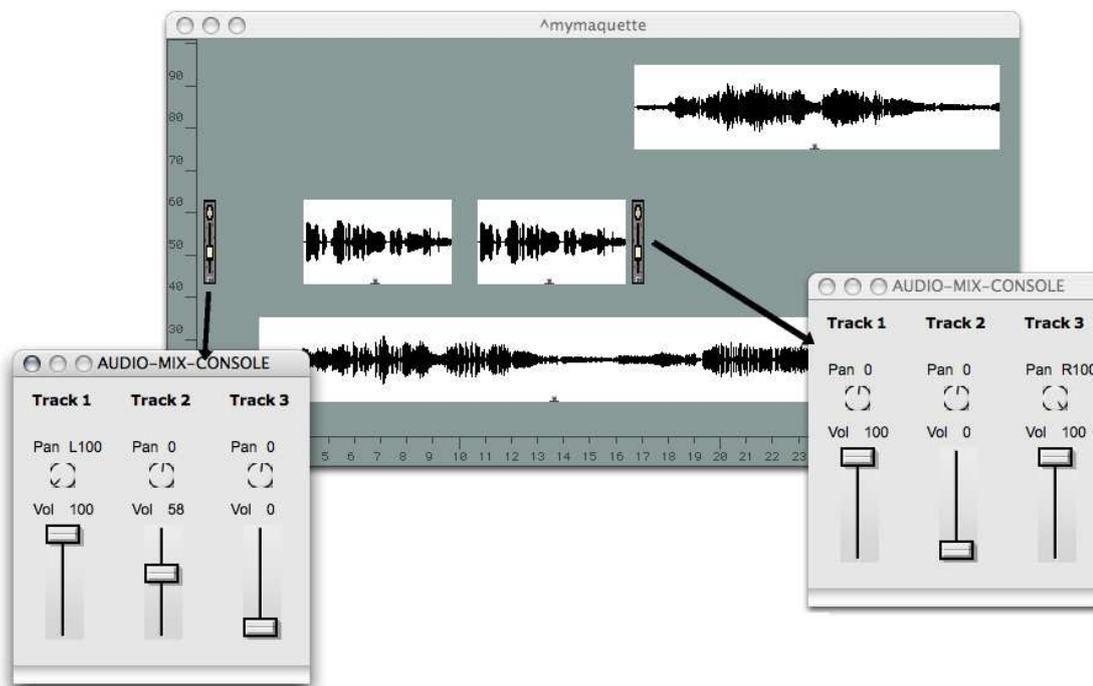 ^mymaquette
90
80
70
60
50
40
30
5 6 7 8 9 10 11 12 13 14 15 16 17 18 19 20 21 22 23
AUDIO-MIX-CONSOLE
Track 1 Track 2 Track 3
Pan L100 Pan 0 Pan 0
Vol 100 Vol 58 Vol 0
AUDIO-MIX-CONSOLE
Track 1 Track 2 Track 3
Pan 0 Pan 0 Pan R100
Vol 100 Vol 0 Vol 100